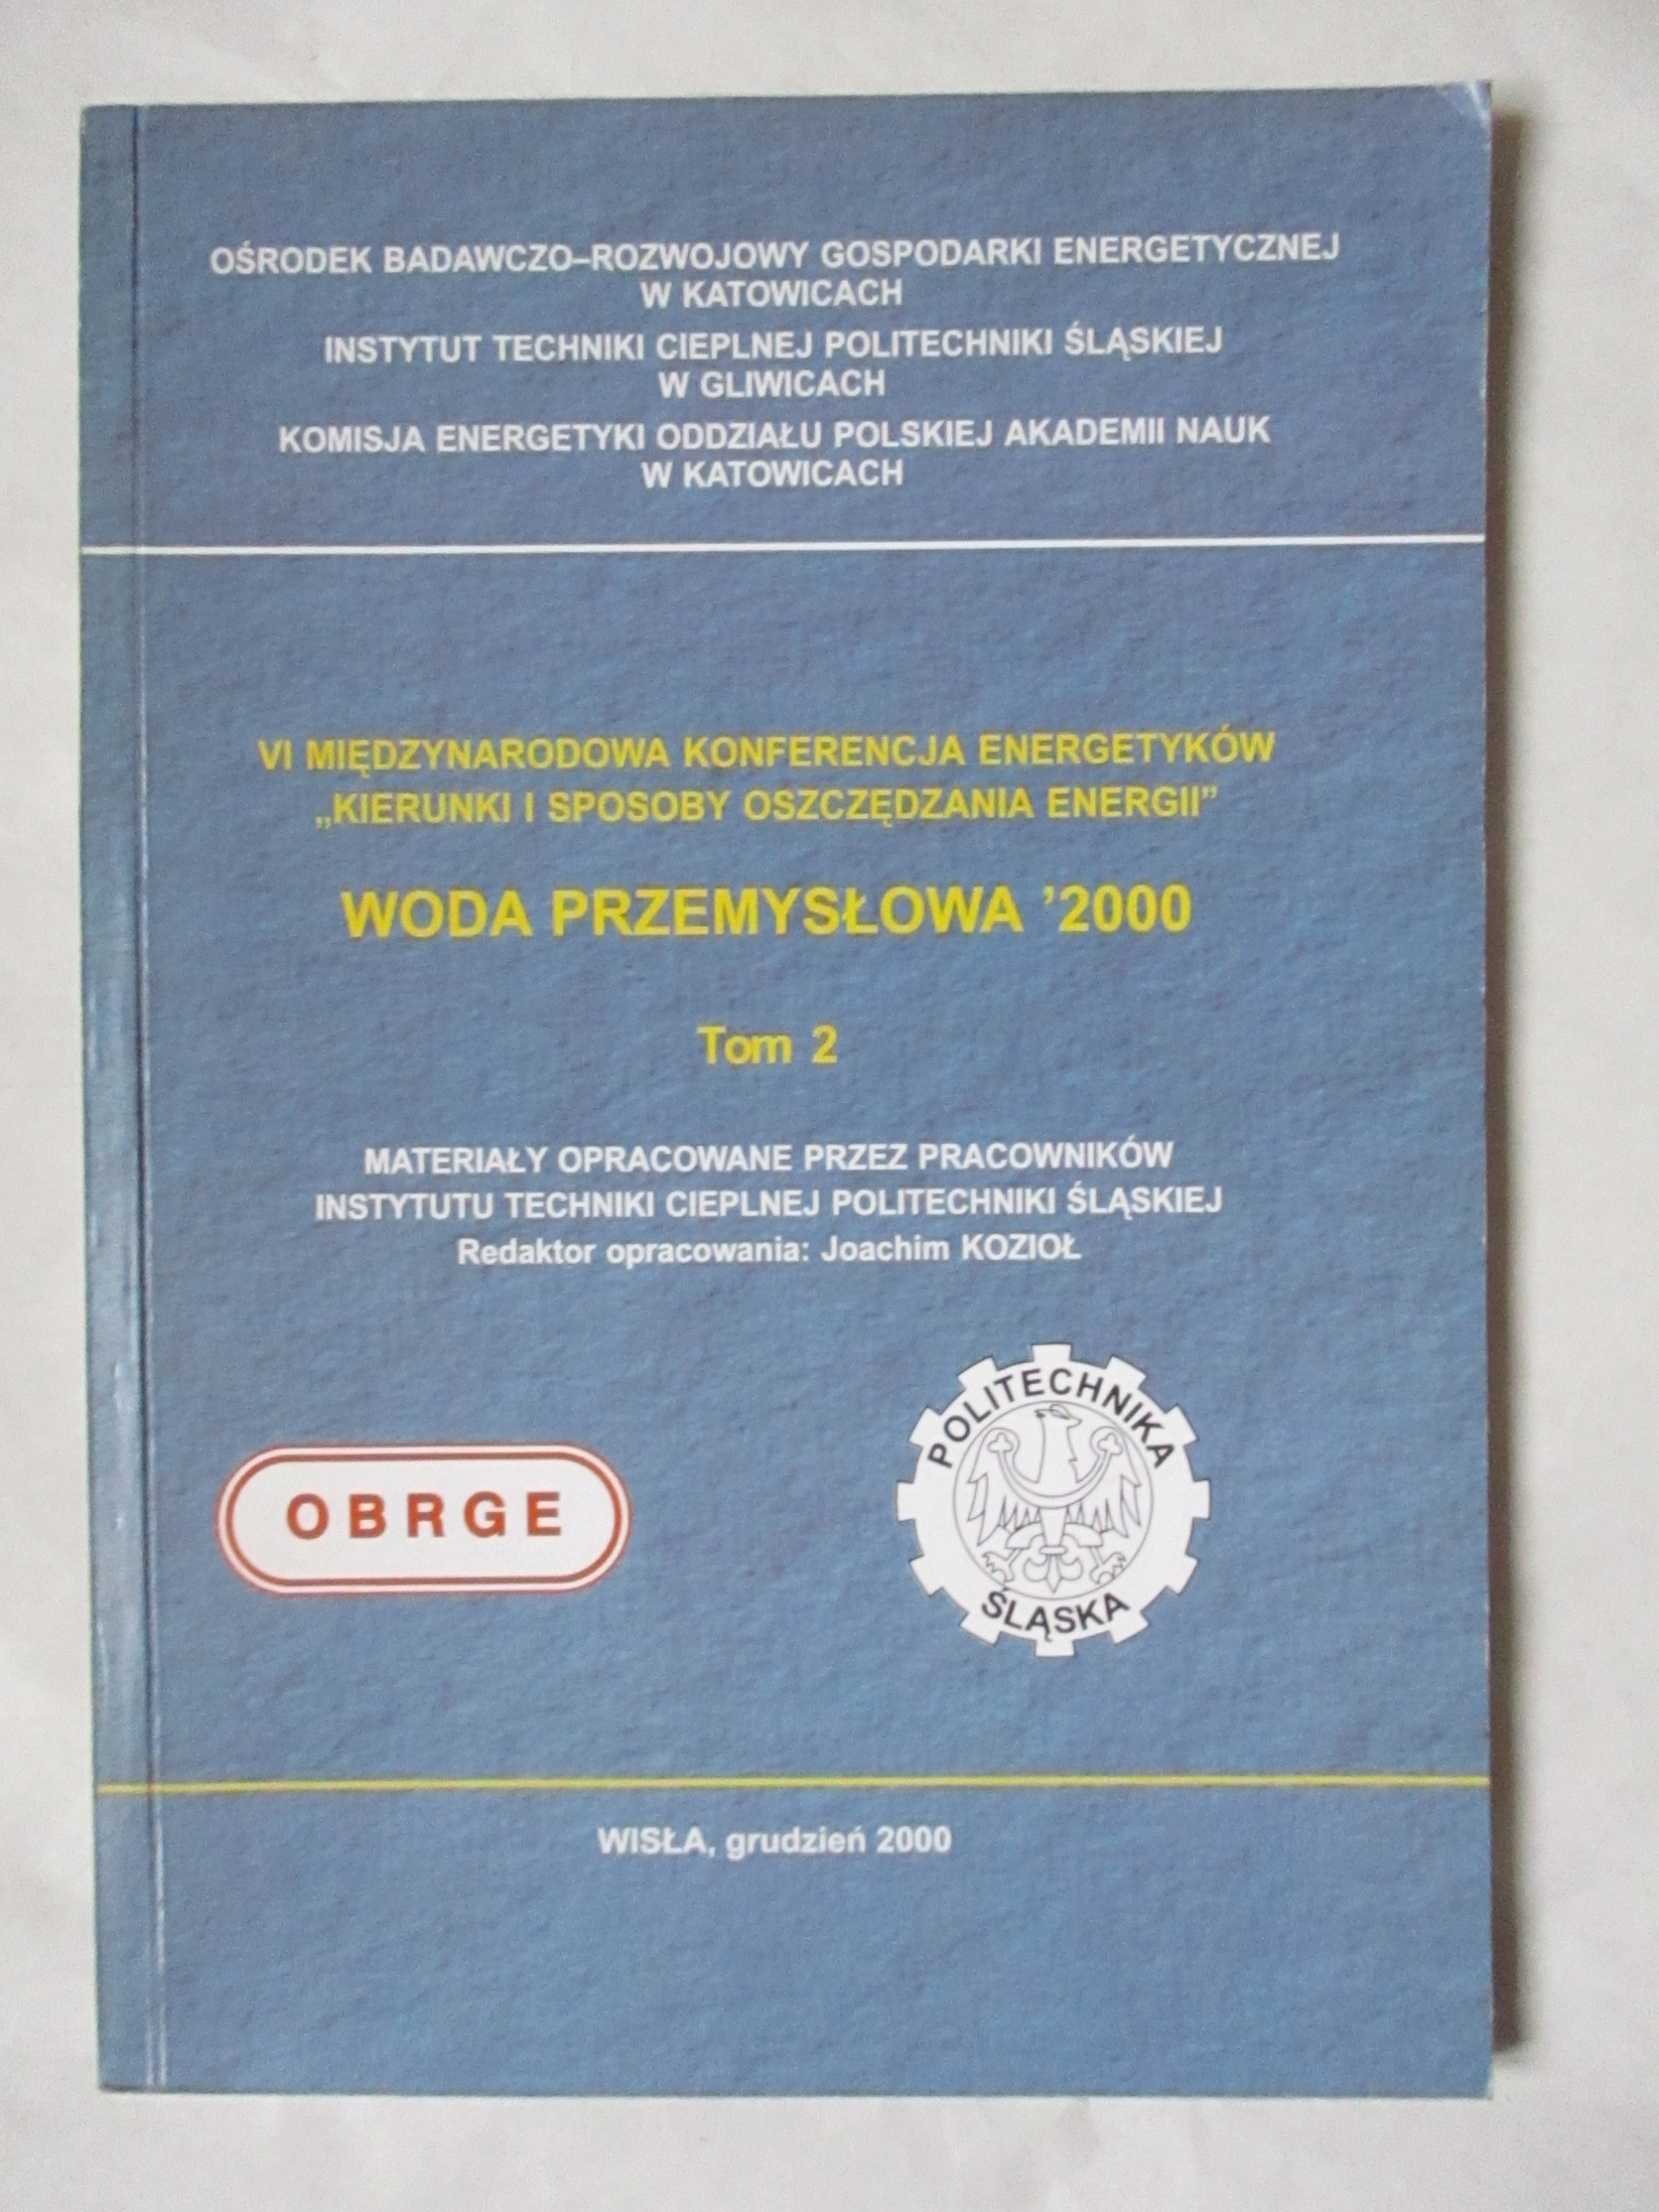 OŚRODEK BADAWCZO–ROZWOJOWY GOSPODARKI ENERGETYCZNEJ
W KATOWICACH
INSTYTUT TECHNIKI CIEPLNEJ POLITECHNIKI ŚLĄSKIEJ
W GLIWICACH
KOMISJA ENERGETYKI ODDZIAŁU POLSKIEJ AKADEMII NAUK
W KATOWICACH
VI MIĘDZYNARODOWA KONFERENCJA ENERGETYKÓW
„KIERUNKI I SPOSOBY OSZCZĘDZANIA ENERGII”
WODA PRZEMYSŁOWA ’2000
Tom 2
MATERIAŁY OPRACOWANE PRZEZ PRACOWNIKÓW
INSTYTUTU TECHNIKI CIEPLNEJ POLITECHNIKI ŚLĄSKIEJ
Redaktor opracowania: Joachim KOZIOŁ
OBRGE
POLITECHNIKA
ŚLĄSKA
WISŁA, grudzień 2000